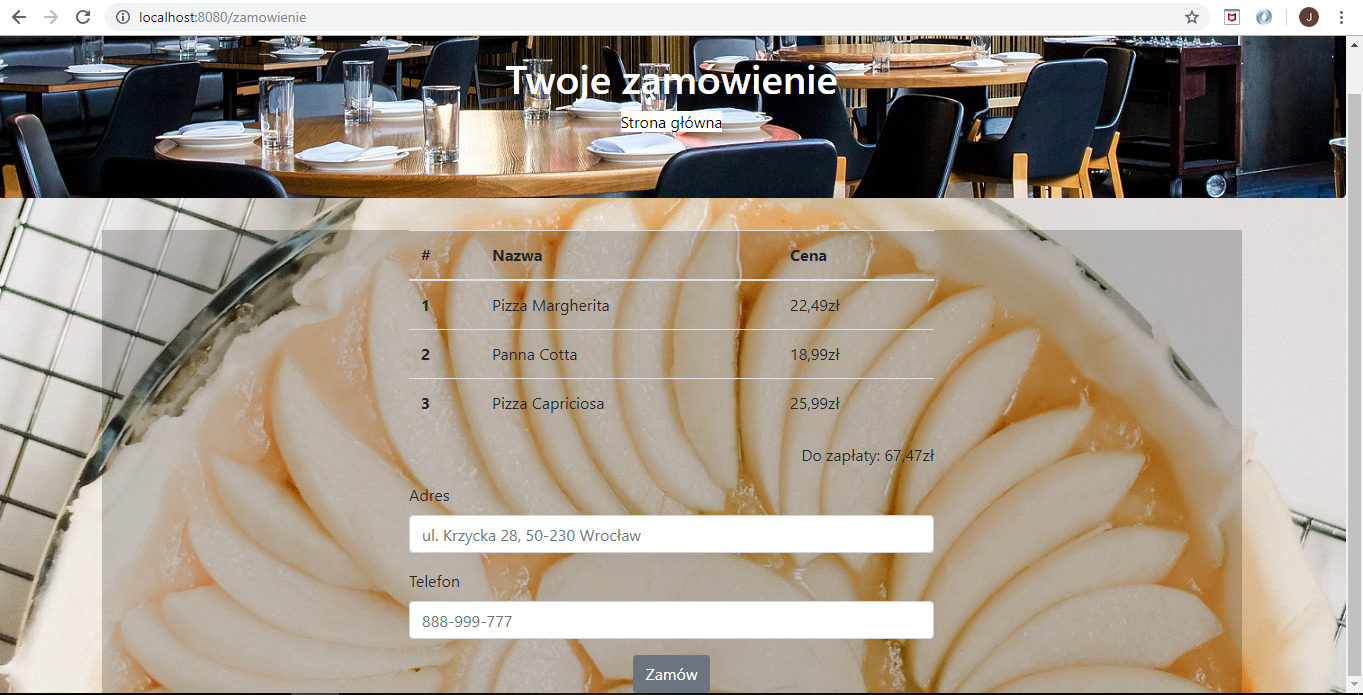 localhost:8080/zamowienie
J
Twoje zamowienie
Strona główna
# Nazwa Cena
1 Pizza Margherita 22,49zł
2 Panna Cotta 18,99zł
3 Pizza Capriciosa 25,99zł
Do zapłaty: 67,47zł
Adres
ul. Krzycka 28, 50-230 Wrocław
Telefon
888-999-777
Zamów